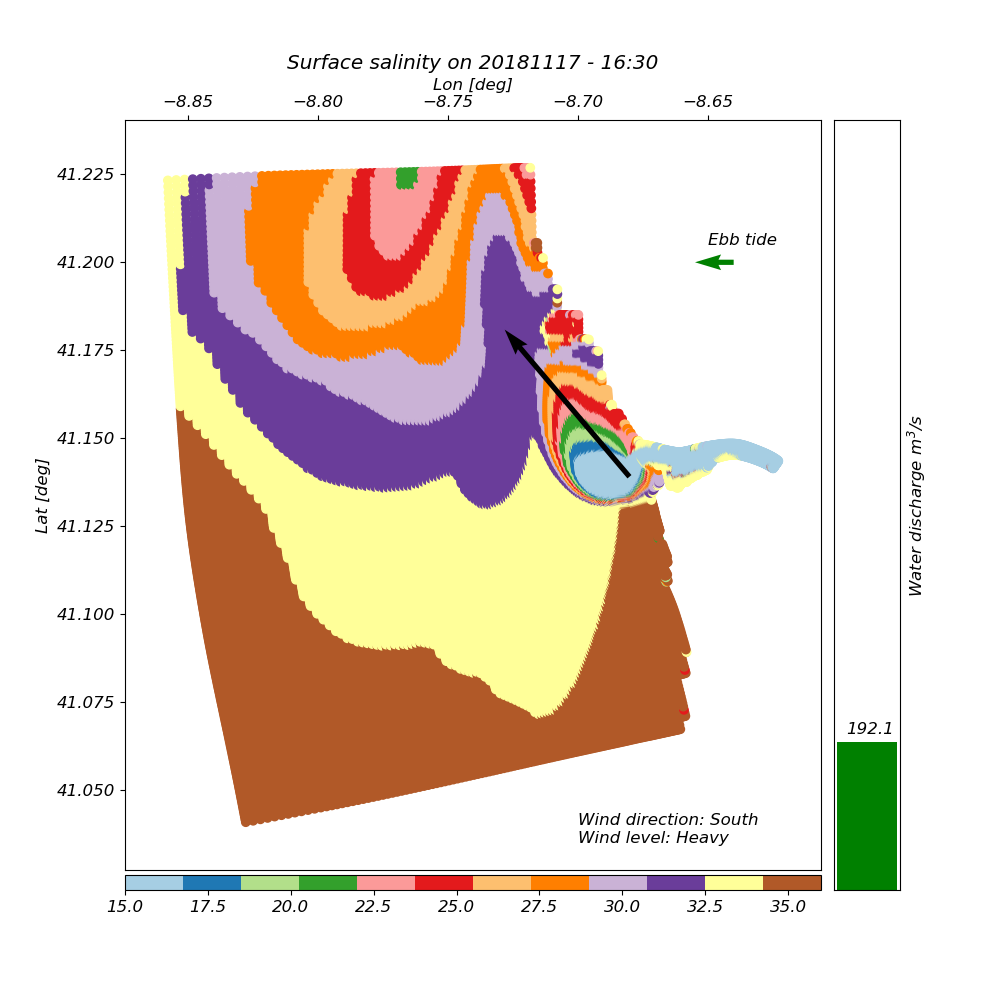 Surface salinity on 20181117 - 16:30
Lon [deg]
−8.85 −8.80 −8.75 −8.70 −8.65
41.225
41.200
41.175
41.150
41.125
41.100
41.075
41.050
Lat [deg]
Ebb tide
Wind direction: South
Wind level: Heavy
192.1
Water discharge m³/s
15.0 17.5 20.0 22.5 25.0 27.5 30.0 32.5 35.0